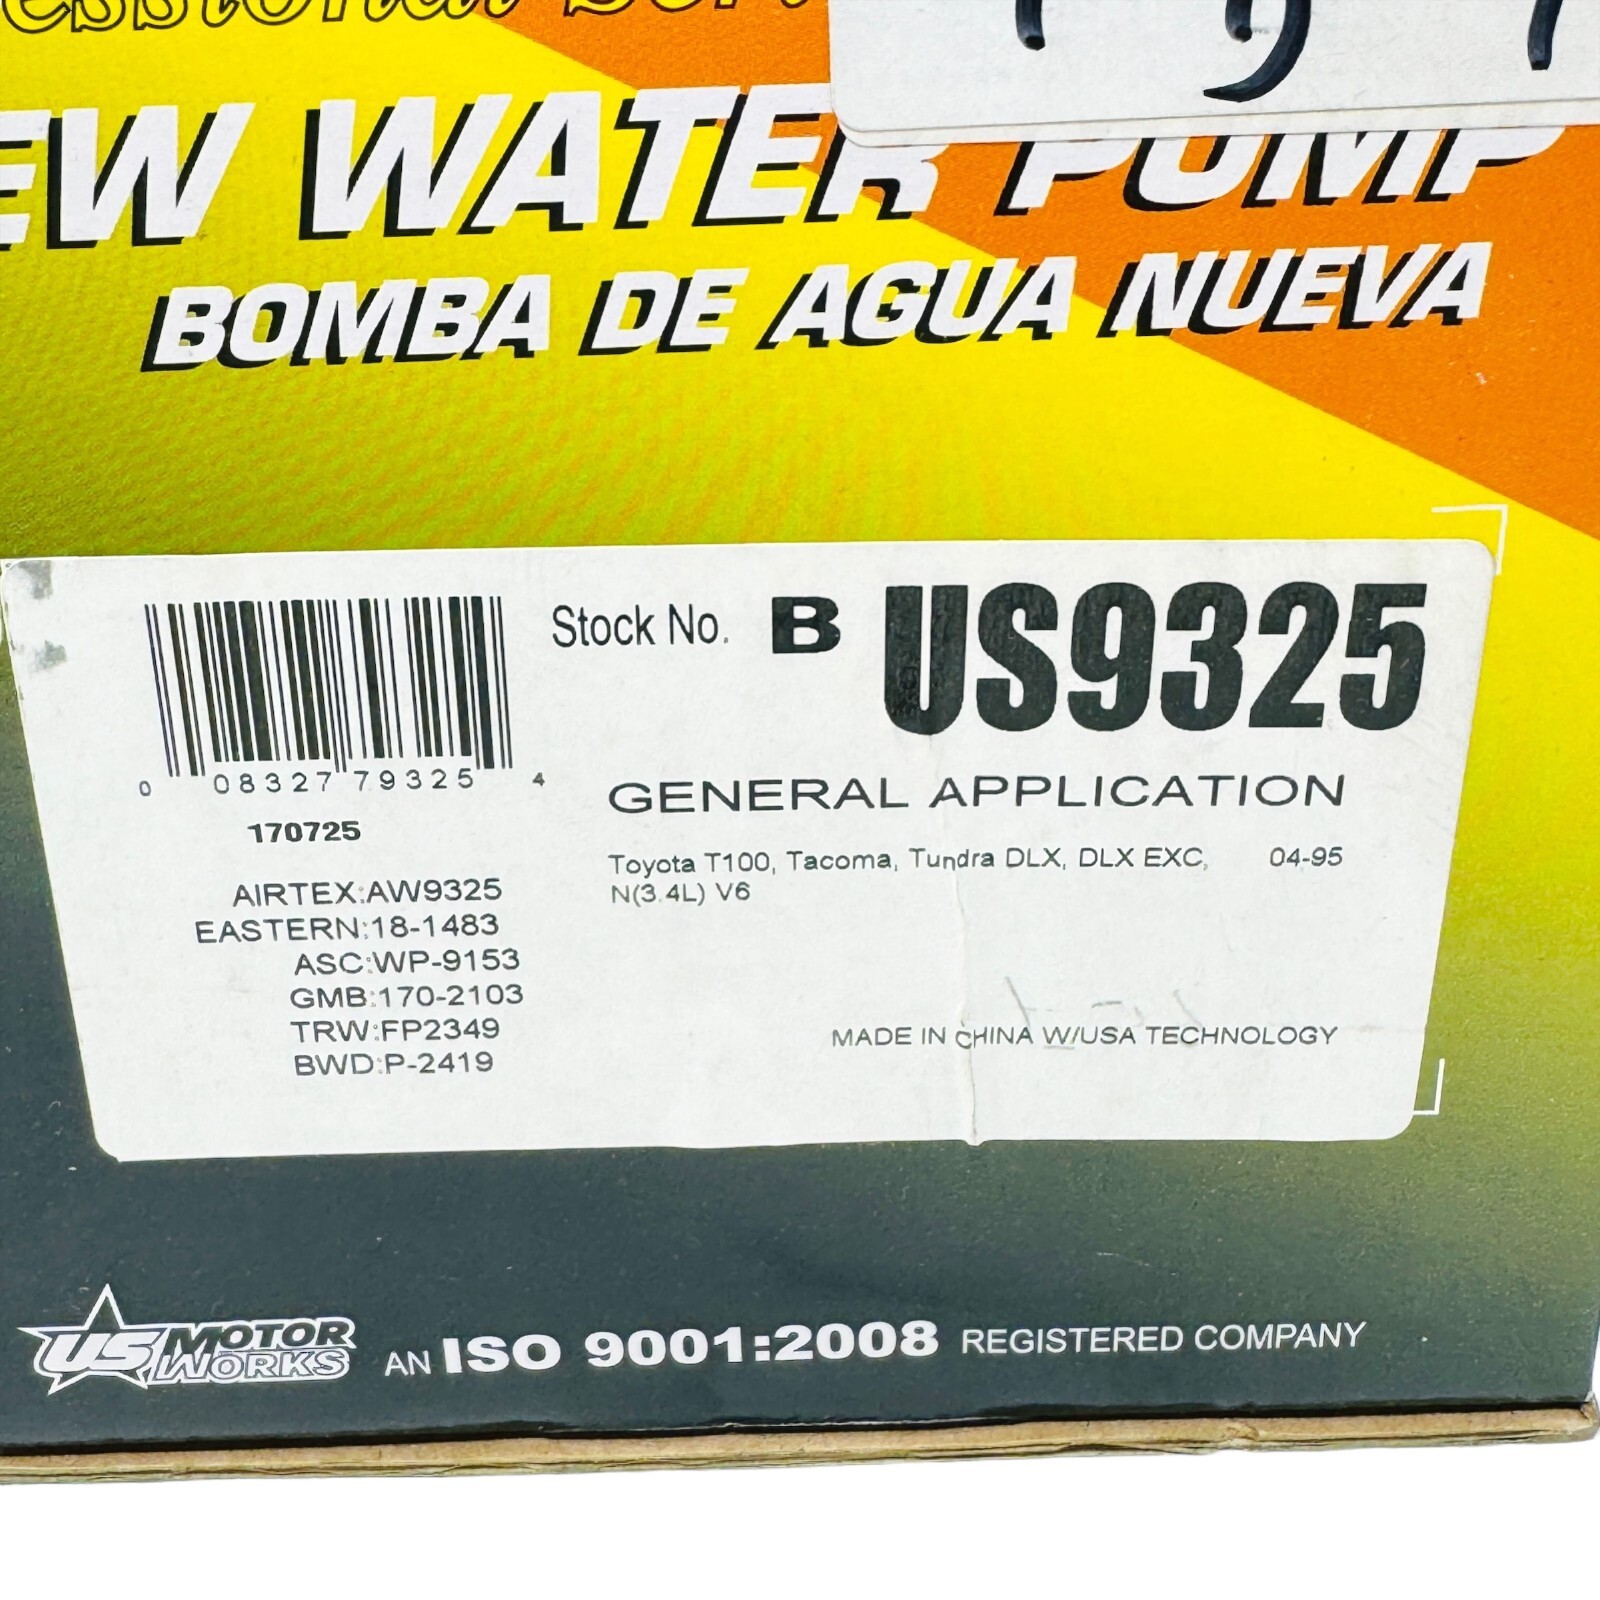 EW WATER PUMP
BOMBA DE AGUA NUEVA
Stock No. B US9325
0 08327 79325 4
170725
GENERAL APPLICATION
Toyota T100, Tacoma, Tundra DLX, DLX EXC, 04-95
N(3.4L) V6
AIRTEX:AW9325
EASTERN:18-1483
ASC:WP-9153
GMB:170-2103
TRW:FP2349
BWD:P-2419
MADE IN CHINA W/USA TECHNOLOGY
US MOTOR
WORKS
AN ISO 9001:2008 REGISTERED COMPANY